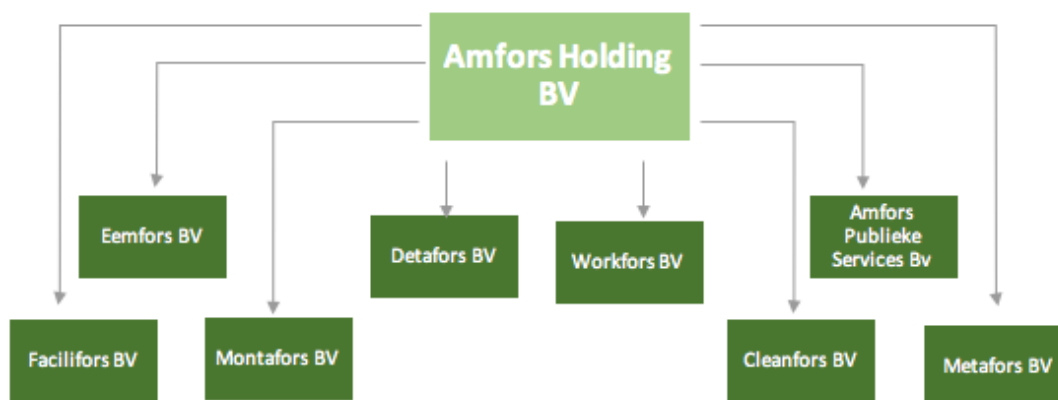 Amfors Holding
BV
Eemfors BV
Detafors BV
Workfors BV
Amfors
Publieke
Services Bv
Facilifors BV
Montafors BV
Cleanfors BV
Metafors BV